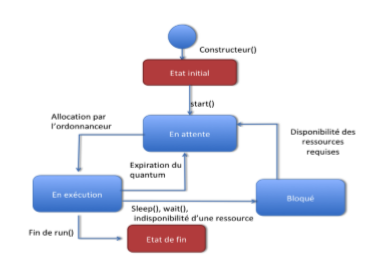 Constructeur()
Etat initial
start()
Allocation par
l'ordonnanceur
En attente
Disponibilité des
ressources
requises
Expiration du
quantum
En exécution
Bloqué
Sleep(), wait(),
indisponibilité d'une ressource
Fin de run()
Etat de fin